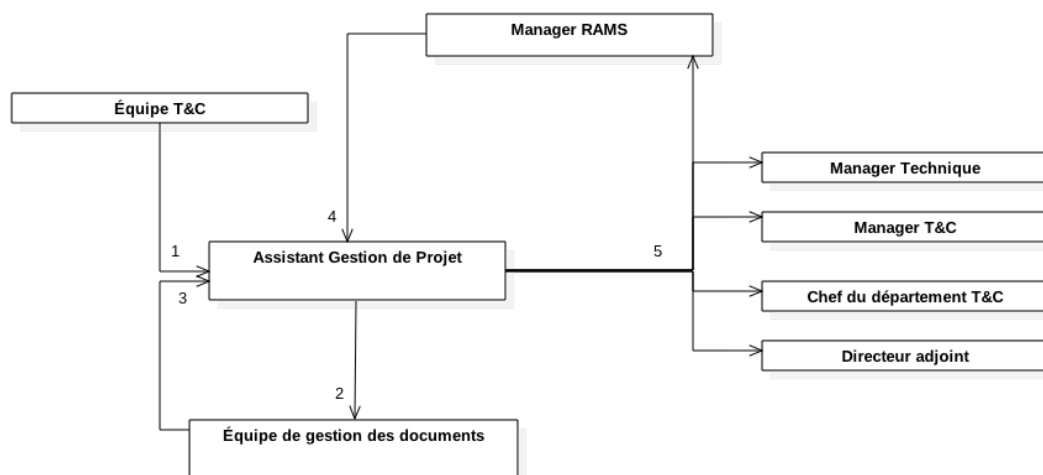 Manager RAMS
Équipe T&C
Manager Technique
4
Manager T&C
1
Assistant Gestion de Projet
5
3
Chef du département T&C
Directeur adjoint
2
Équipe de gestion des documents